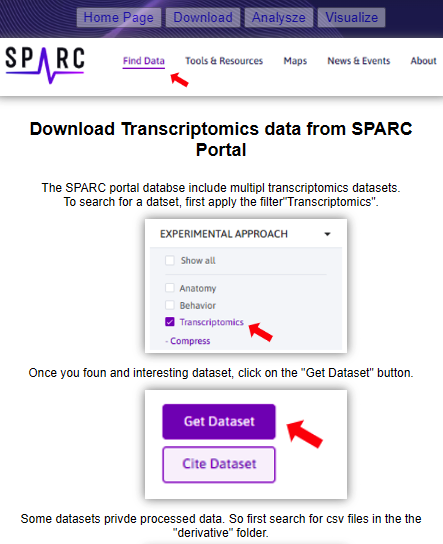 Home Page Download Analysze Visualize
SPARC Find Data Tools & Resources Maps News & Events About
Download Transcriptomics data from SPARC
Portal
The SPARC portal databse include multipl transcriptomics datasets.
To search for a datset, first apply the filter"Transcriptomics".
EXPERIMENTAL APPROACH
Show all
Anatomy
Behavior
Transcriptomics
- Compress
Once you foun and interesting dataset, click on the "Get Dataset" button.
Get Dataset
Cite Dataset
Some datasets privde processed data. So first search for csv files in the the
"derivative" folder.